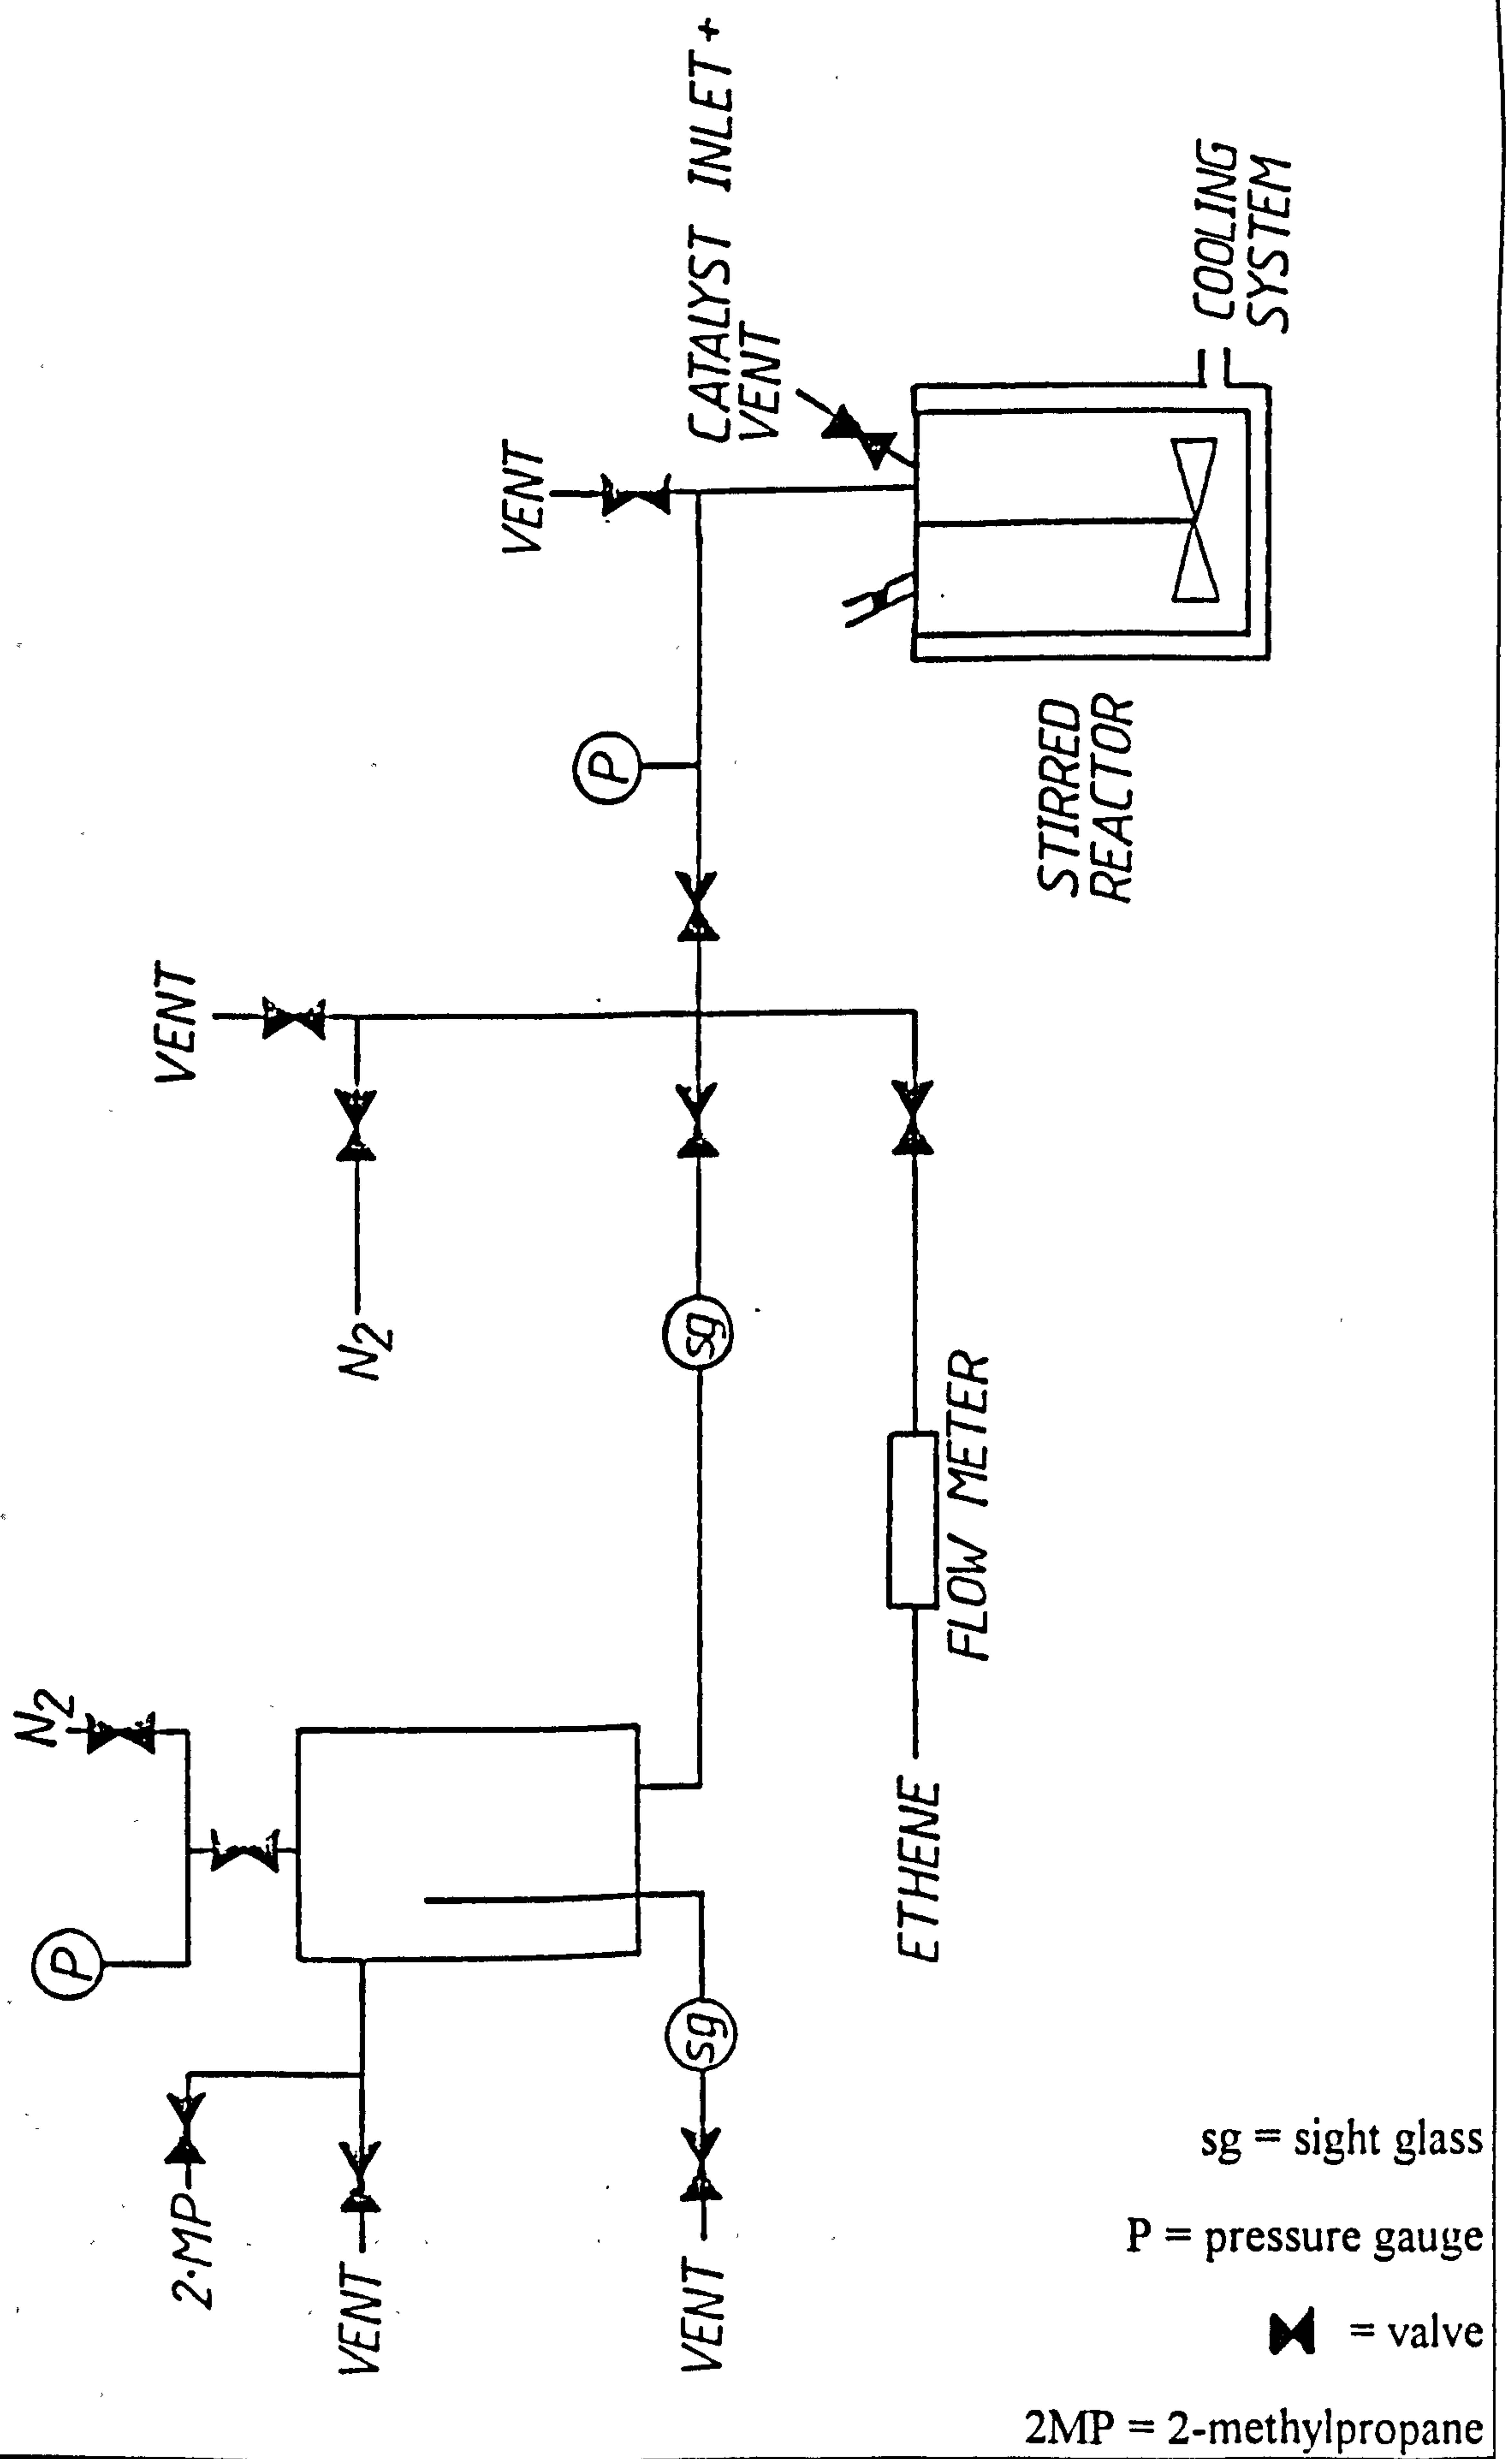 N2
P
2·MP
VENT
VENT
sg
VENT
N2
sg
VENT
P
VENT
CATALYST INLET +
VENT
ETHENE
FLOW METER
STIRRED
REACTOR
COOLING
SYSTEM
sg = sight glass
P = pressure gauge
= valve
2MP = 2-methylpropane